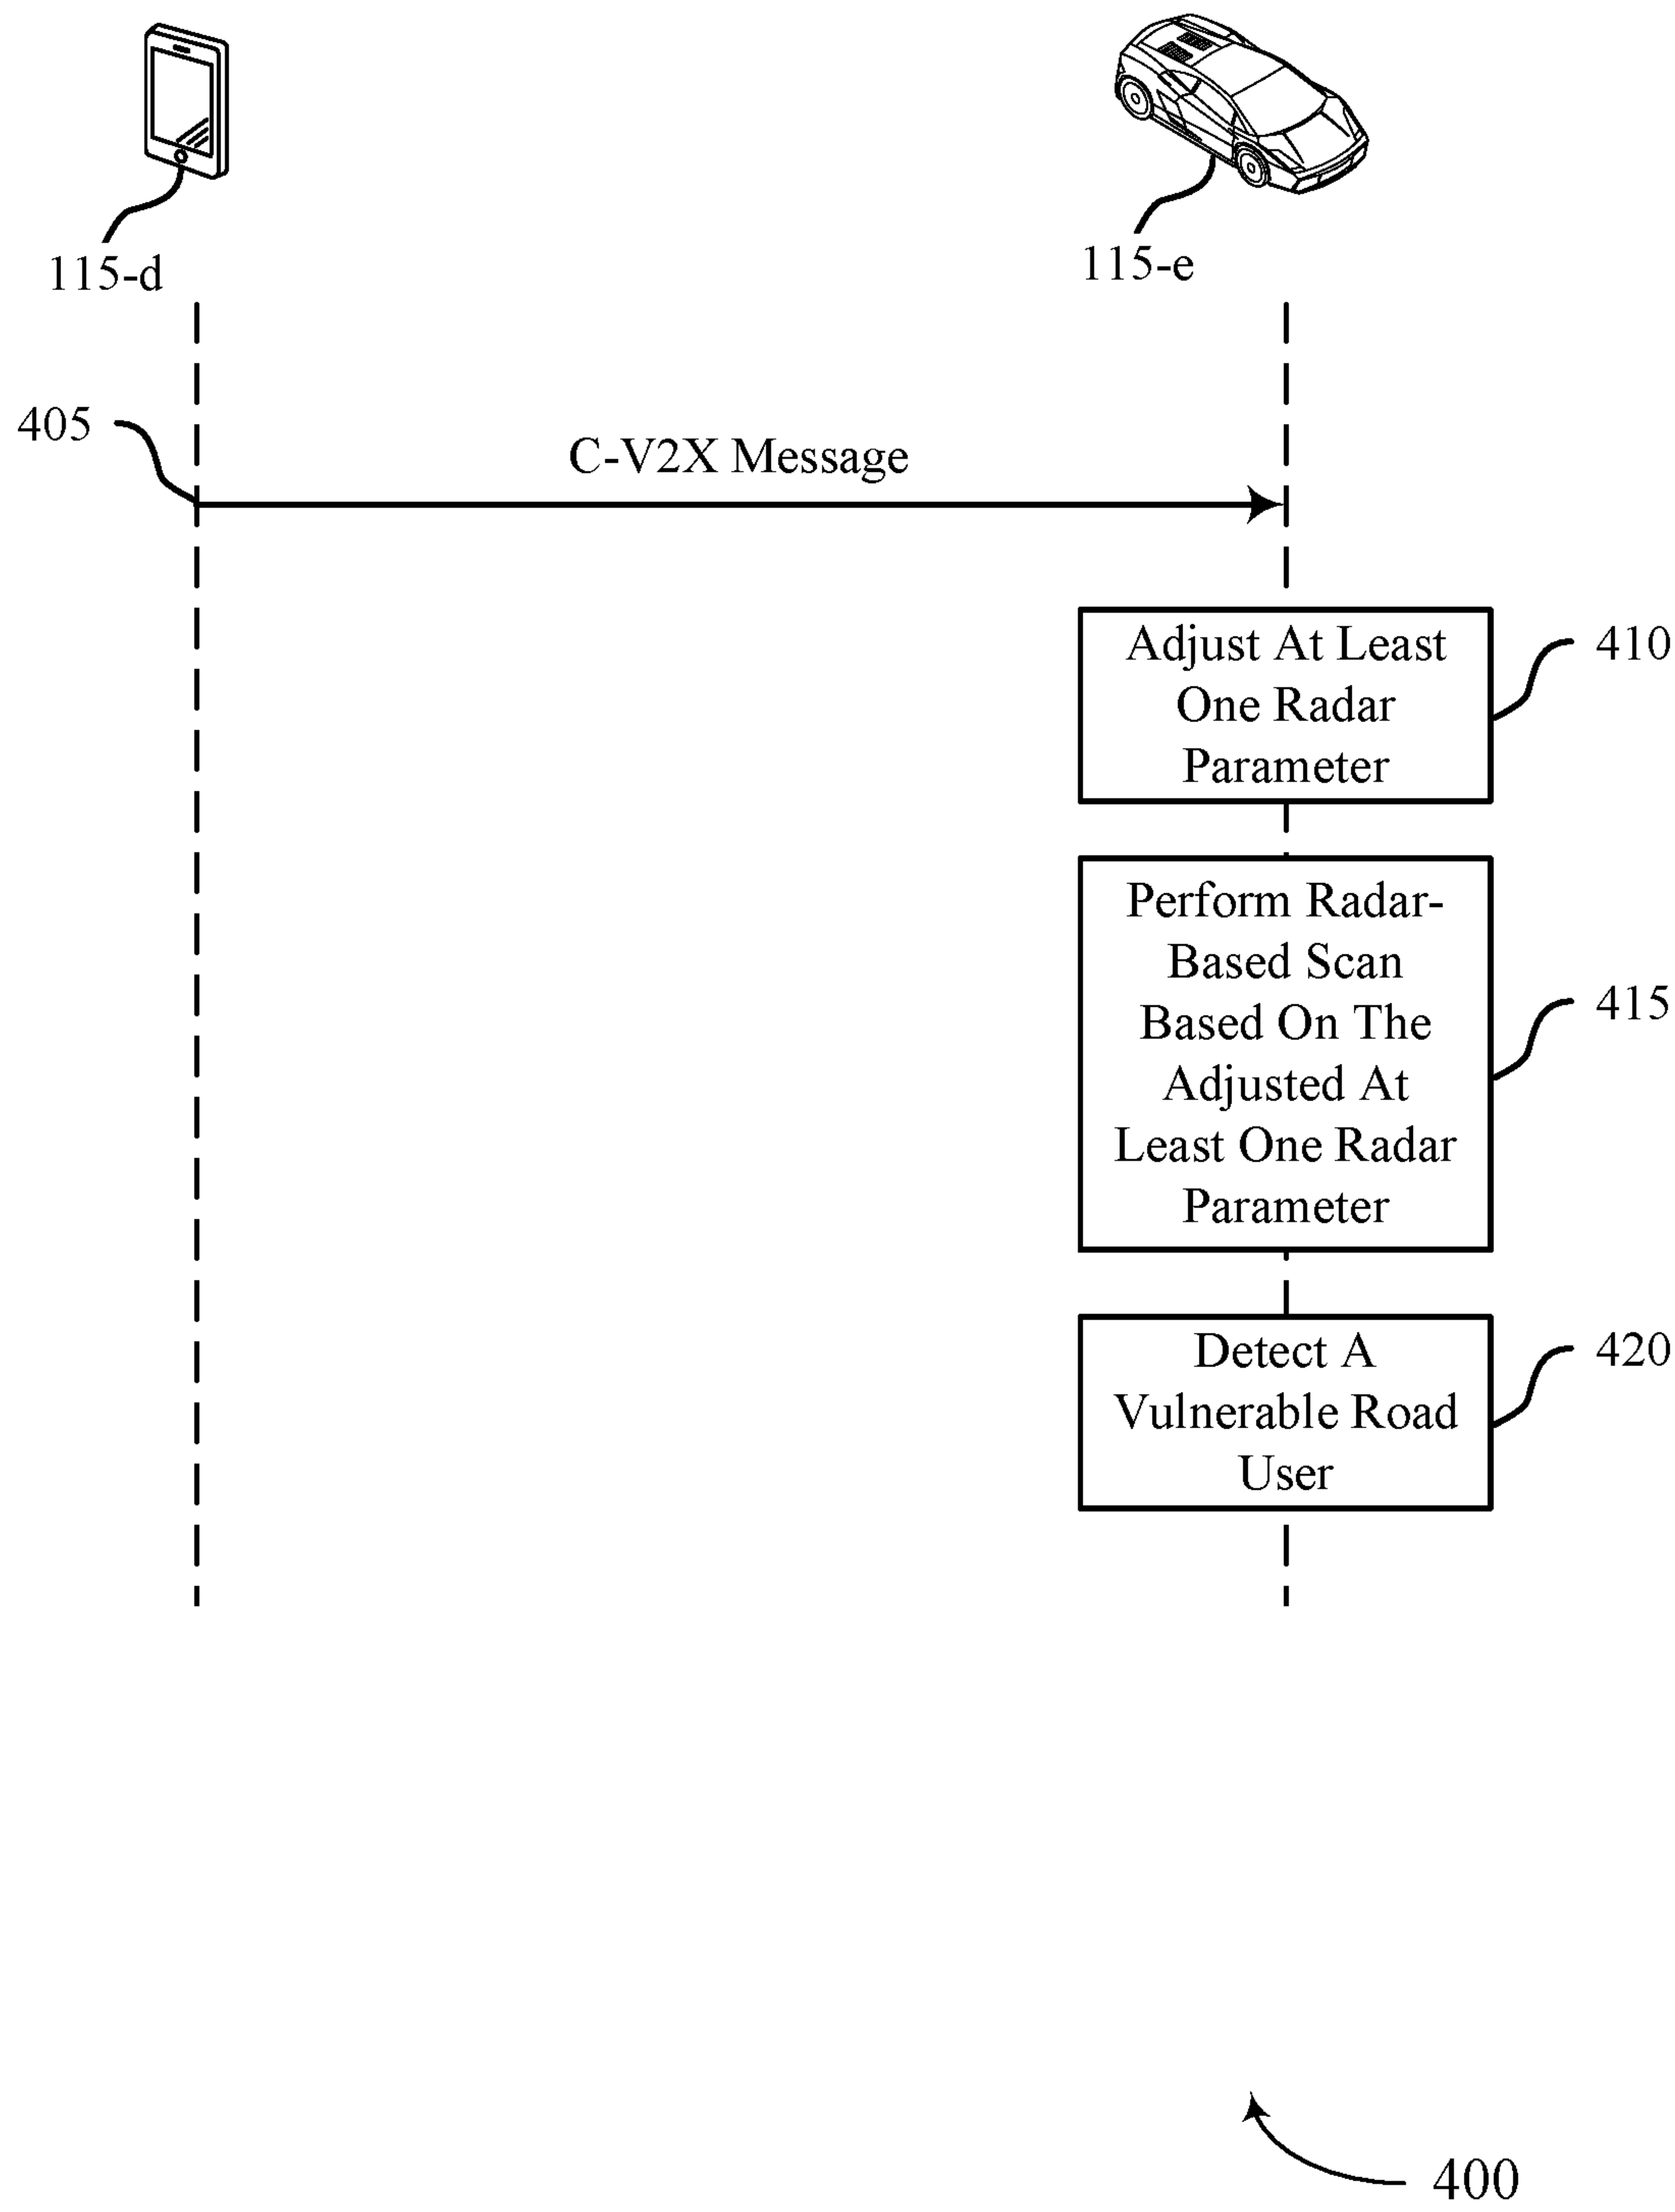 115-d
115-e
405
C-V2X Message
Adjust At Least
One Radar
Parameter
410
Perform Radar-
Based Scan
Based On The
Adjusted At
Least One Radar
Parameter
415
Detect A
Vulnerable Road
User
420
400